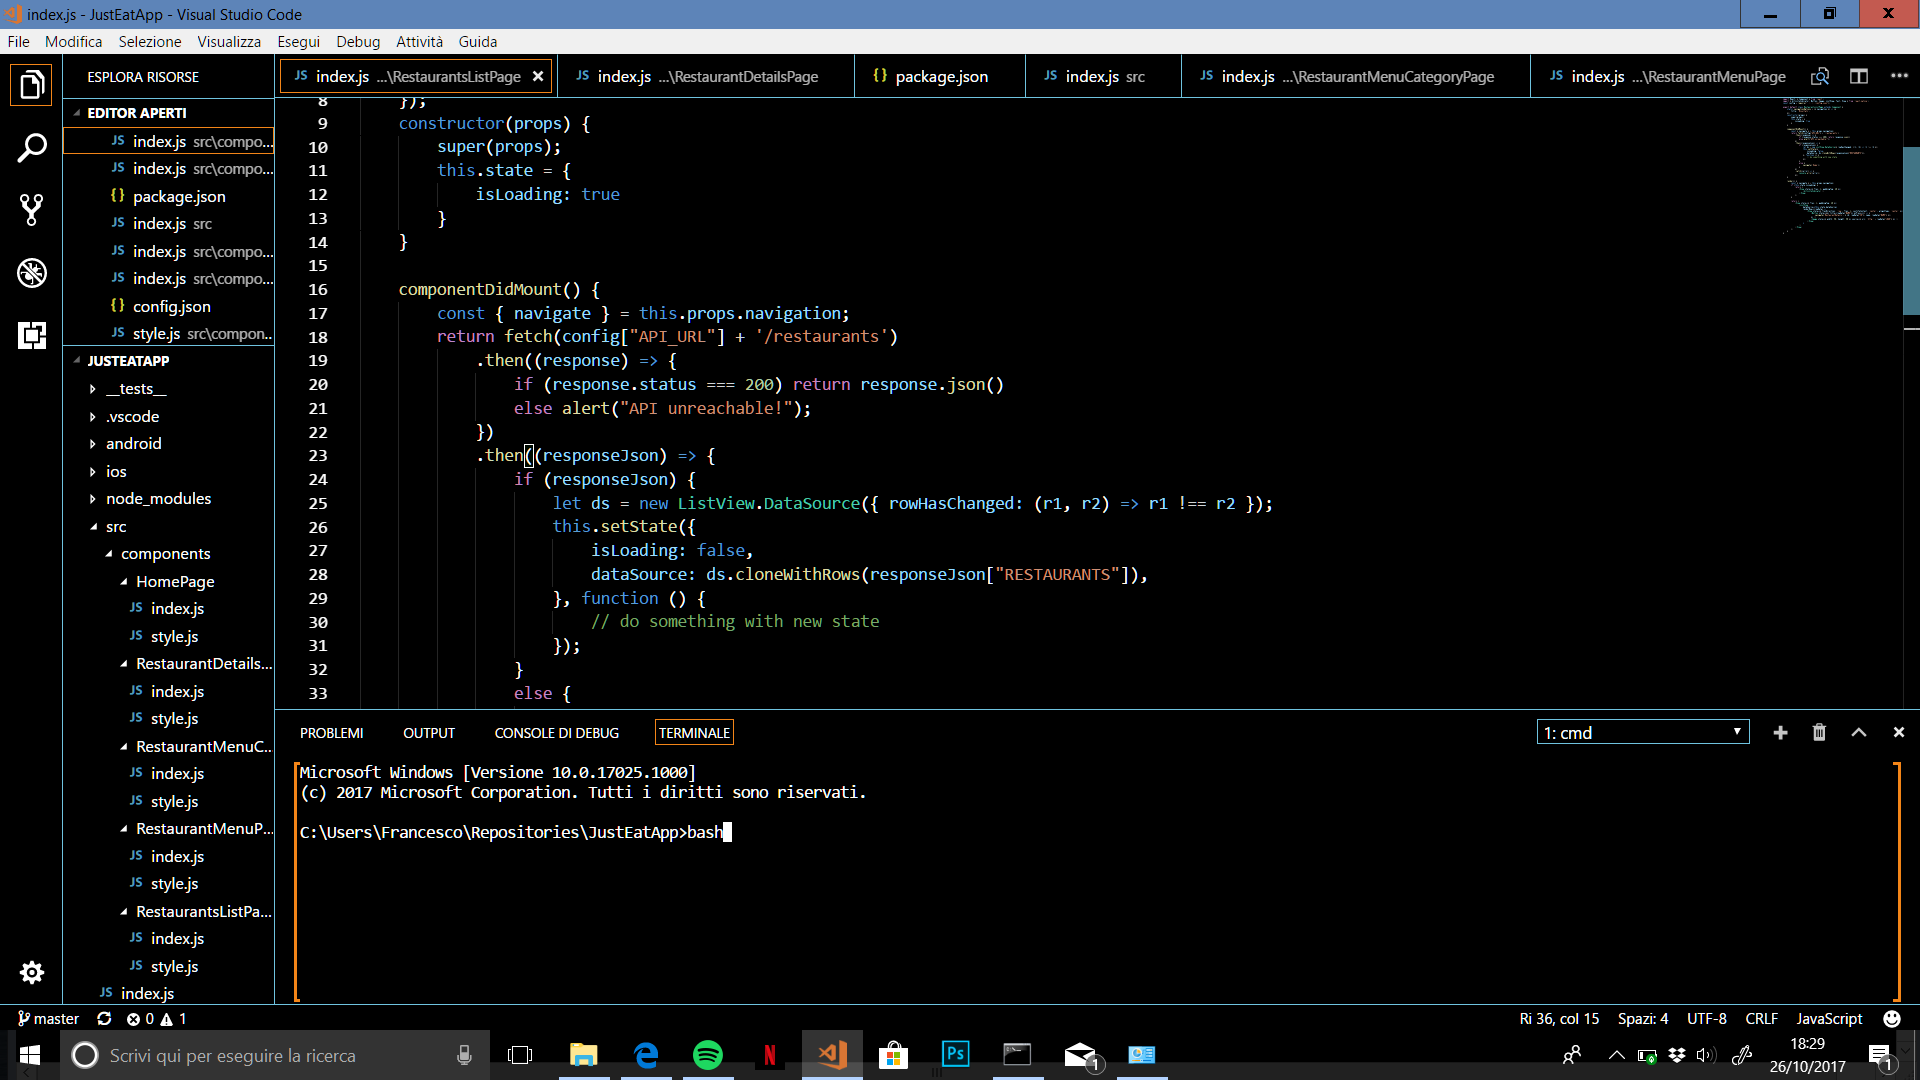 index.js - JustEatApp - Visual Studio Code
File Modifica Selezione Visualizza Esegui Debug Attività Guida
ESPLORA RISORSE
JS index.js ...\RestaurantsListPage
JS index.js ...\RestaurantDetailsPage
{} package.json
JS index.js src
JS index.js ...\RestaurantMenuCategoryPage
JS index.js ...\RestaurantMenuPage
EDITOR APERTI
JS index.js src\compo...
JS index.js src\compo...
{} package.json
JS index.js src
JS index.js src\compo...
JS index.js src\compo...
{} config.json
JS style.js src\compon...
JUSTEATAPP
__tests__
.vscode
android
ios
node_modules
src
components
HomePage
JS index.js
JS style.js
RestaurantDetails...
JS index.js
JS style.js
RestaurantMenuC...
JS index.js
JS style.js
RestaurantMenuP...
JS index.js
JS style.js
RestaurantsListPa...
JS index.js
JS style.js
JS index.js
8 });
9 constructor(props) {
10 super(props);
11 this.state = {
12 isLoading: true
13 }
14 }
15
16 componentDidMount() {
17 const { navigate } = this.props.navigation;
18 return fetch(config["API_URL"] + '/restaurants')
19 .then((response) => {
20 if (response.status === 200) return response.json()
21 else alert("API unreachable!");
22 })
23 .then((responseJson) => {
24 if (responseJson) {
25 let ds = new ListView.DataSource({ rowHasChanged: (r1, r2) => r1 !== r2 });
26 this.setState({
27 isLoading: false,
28 dataSource: ds.cloneWithRows(responseJson["RESTAURANTS"]),
29 }, function () {
30 // do something with new state
31 });
32 }
33 else {
PROBLEMI OUTPUT CONSOLE DI DEBUG TERMINALE
1: cmd
Microsoft Windows [Versione 10.0.17025.1000]
(c) 2017 Microsoft Corporation. Tutti i diritti sono riservati.
C:\Users\Francesco\Repositories\JustEatApp>bash
master 0 1
Ri 36, col 15 Spazi: 4 UTF-8 CRLF JavaScript
Scrivi qui per eseguire la ricerca
N
Ps
1
18:29
26/10/2017
1